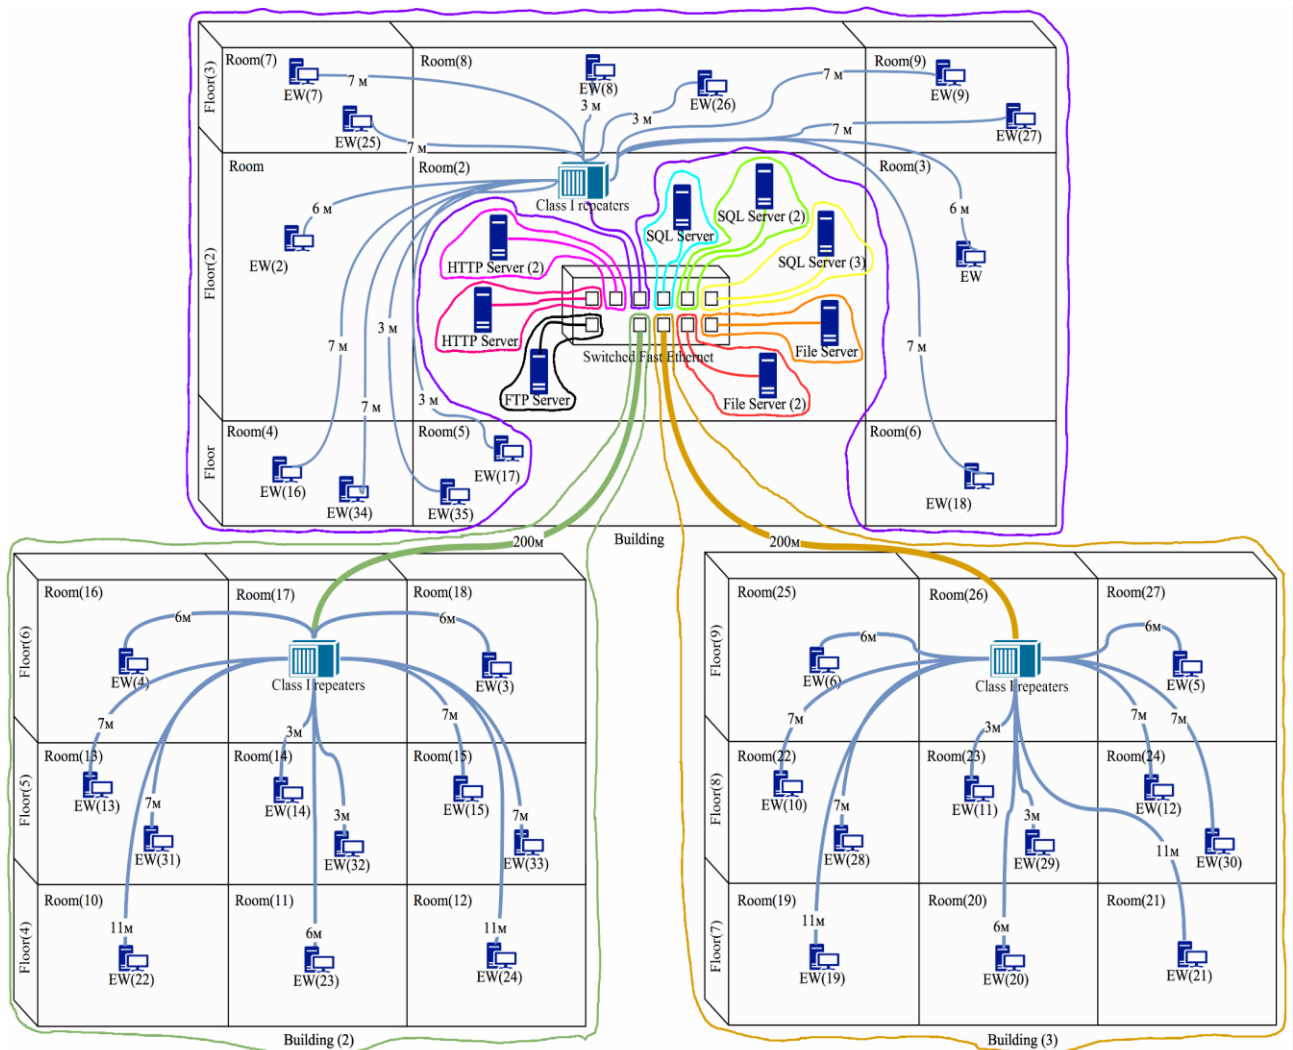 Floor(3)
Room(7)
Room(8)
Room(9)
EW(7)
7 м
EW(8)
3 м
EW(26)
3 м
7 м
EW(9)
EW(25)
7 м
7 м
EW(27)
Floor(2)
Room
Room(2)
Room(3)
Class I repeaters
6 м
EW(2)
6 м
EW
HTTP Server (2)
SQL Server
SQL Server (2)
SQL Server (3)
HTTP Server
Switched Fast Ethernet
File Server
FTP Server
File Server (2)
7 м
3 м
7 м
7 м
3 м
Floor
Room(4)
Room(5)
Room(6)
EW(16)
EW(34)
EW(35)
EW(17)
EW(18)
200м
Building
200м
Floor(6)
Room(16)
Room(17)
Room(18)
6м
6м
EW(4)
Class I repeaters
EW(3)
7м
3м
7м
Floor(5)
Room(13)
Room(14)
Room(15)
EW(13)
EW(14)
EW(15)
7м
3м
7м
EW(31)
EW(32)
EW(33)
Floor(4)
Room(10)
Room(11)
Room(12)
11м
6м
11м
EW(22)
EW(23)
EW(24)
Building (2)
Floor(9)
Room(25)
Room(26)
Room(27)
6м
6м
EW(6)
Class I repeaters
EW(5)
7м
3м
7м
7м
Floor(8)
Room(22)
Room(23)
Room(24)
EW(10)
EW(11)
EW(12)
7м
3м
EW(28)
EW(29)
EW(30)
11м
Floor(7)
Room(19)
Room(20)
Room(21)
11м
6м
EW(19)
EW(20)
EW(21)
Building (3)